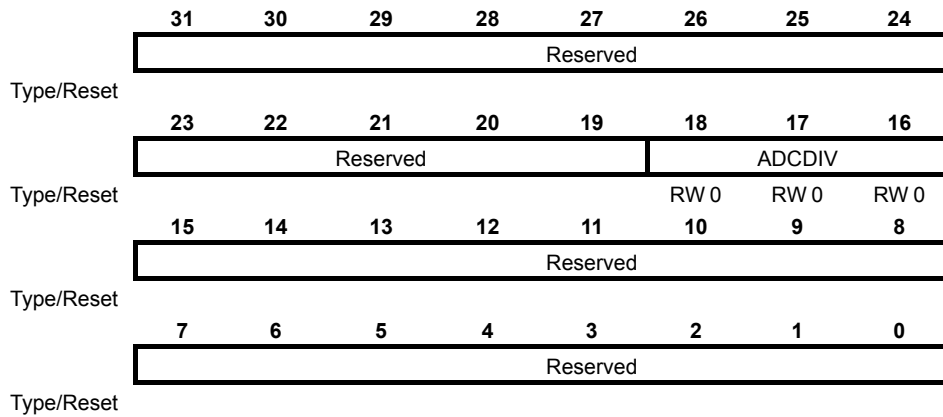 31 30 29 28 27 26 25 24
Reserved
Type/Reset
23 22 21 20 19 18 17 16
Reserved ADCDIV
Type/Reset RW 0 RW 0 RW 0
15 14 13 12 11 10 9 8
Reserved
Type/Reset
7 6 5 4 3 2 1 0
Reserved
Type/Reset